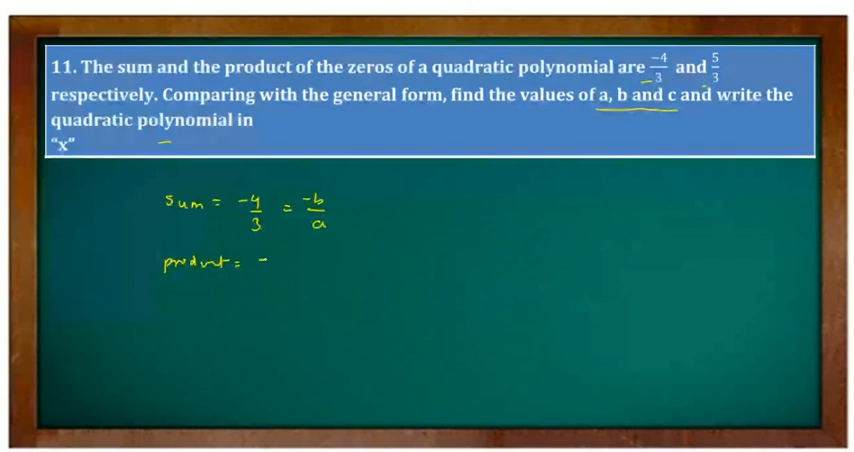 11. The sum and the product of the zeros of a quadratic polynomial are -4/3 and 5/3
respectively. Comparing with the general form, find the values of a, b and c and write the
quadratic polynomial in
“x”
sum = -4/3 = -b/a
product =